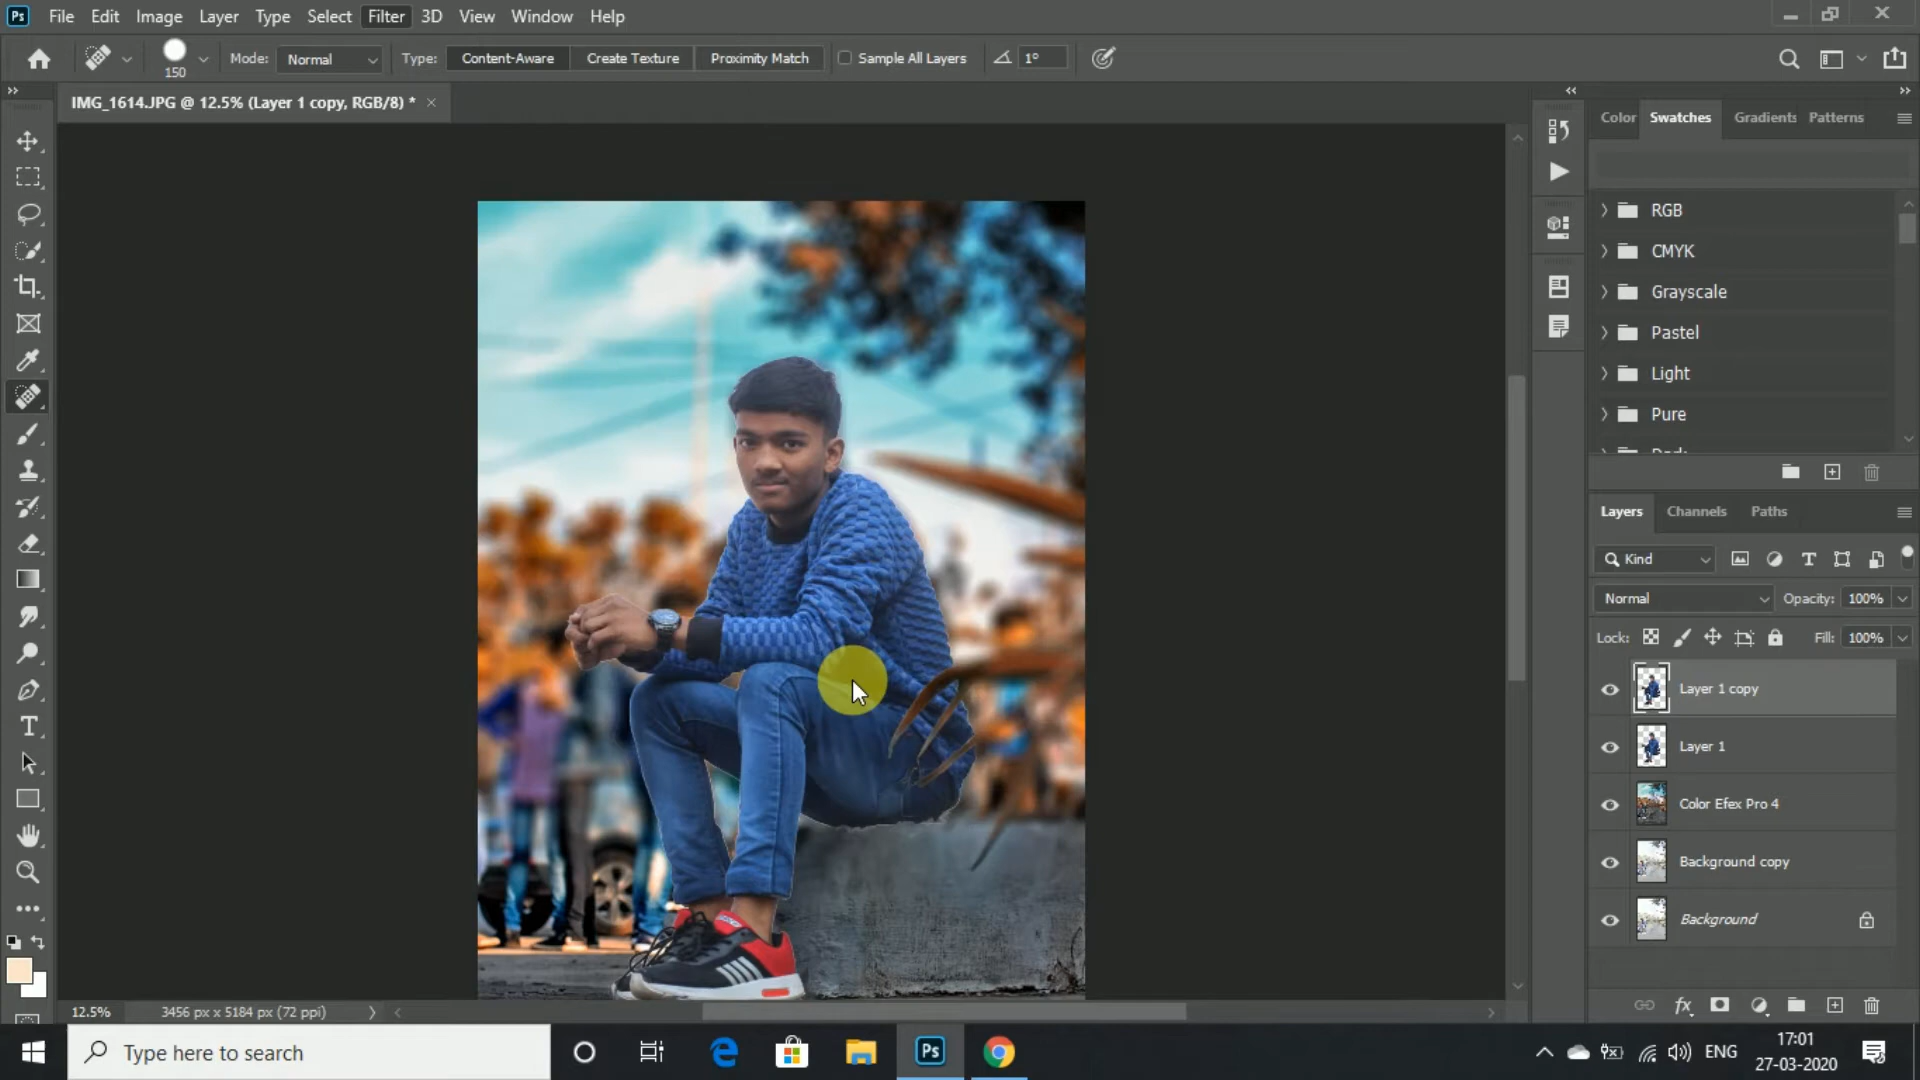 Ps File Edit Image Layer Type Select Filter 3D View Window Help
150 Mode: Normal Type: Content-Aware Create Texture Proximity Match Sample All Layers 1°
IMG_1614.JPG @ 12.5% (Layer 1 copy, RGB/8) *
Color Swatches Gradients Patterns
RGB
CMYK
Grayscale
Pastel
Light
Pure
Dark
Layers Channels Paths
Kind
Normal Opacity: 100%
Lock: Fill: 100%
Layer 1 copy
Layer 1
Color Efex Pro 4
Background copy
Background
fx
12.5% 3456 px x 5184 px (72 ppi)
Type here to search
Ps
ENG
17:01
27-03-2020